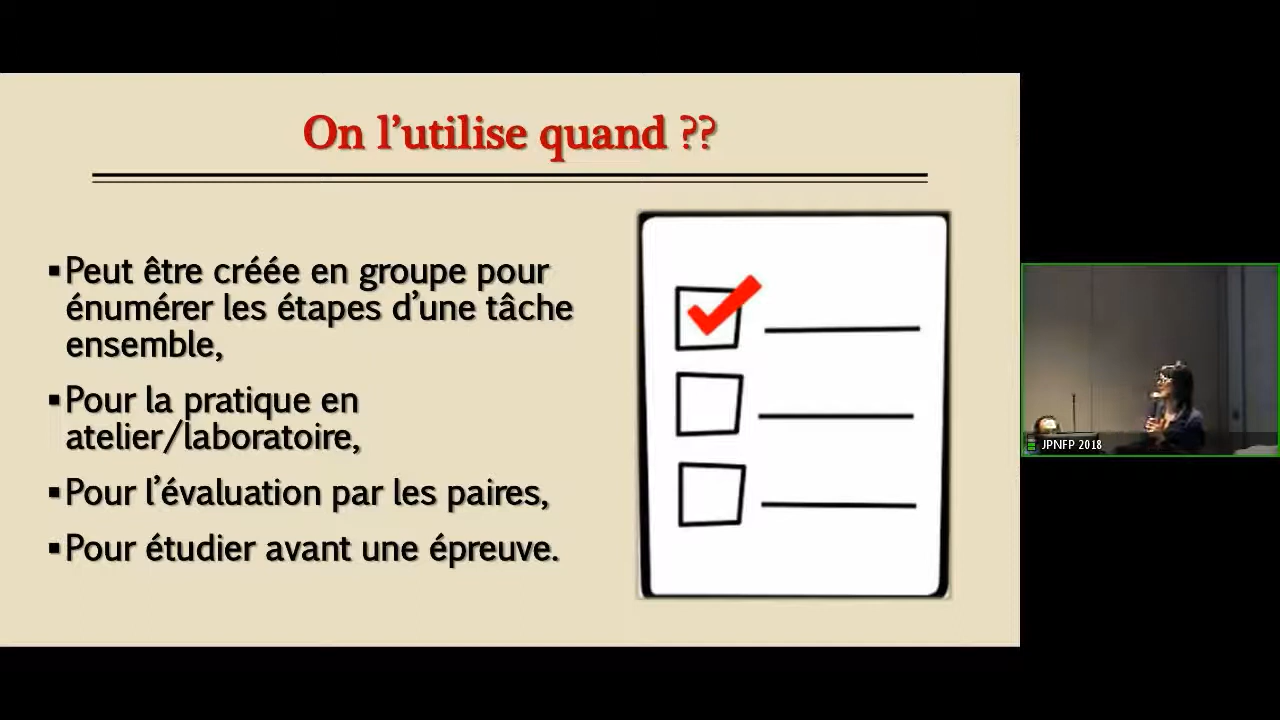 On l’utilise quand ??
▪Peut être créée en groupe pour
énumérer les étapes d’une tâche
ensemble,
▪Pour la pratique en
atelier/laboratoire,
▪Pour l’évaluation par les paires,
▪Pour étudier avant une épreuve.
JPNFP 2018